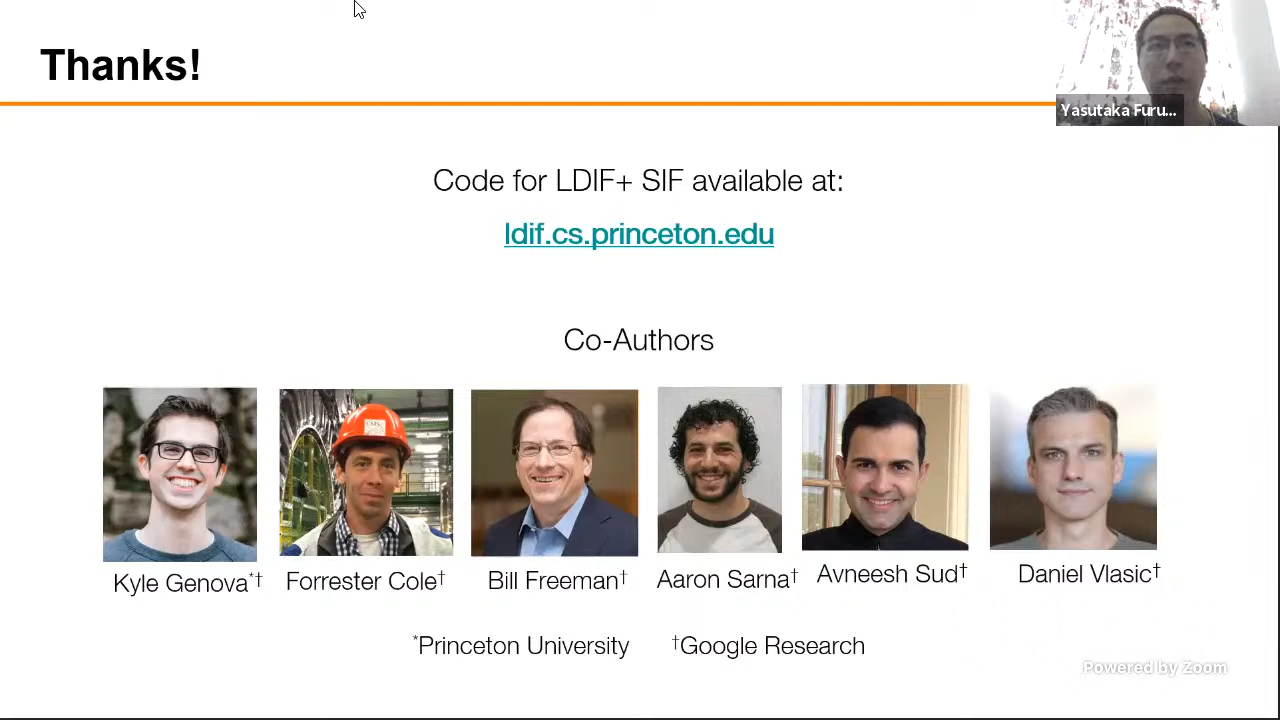 Thanks!
Yasutaka Furu...
Code for LDIF+ SIF available at:
ldif.cs.princeton.edu
Co-Authors
Kyle Genova*† Forrester Cole† Bill Freeman† Aaron Sarna† Avneesh Sud† Daniel Vlasic†
*Princeton University †Google Research
Powered by Zoom